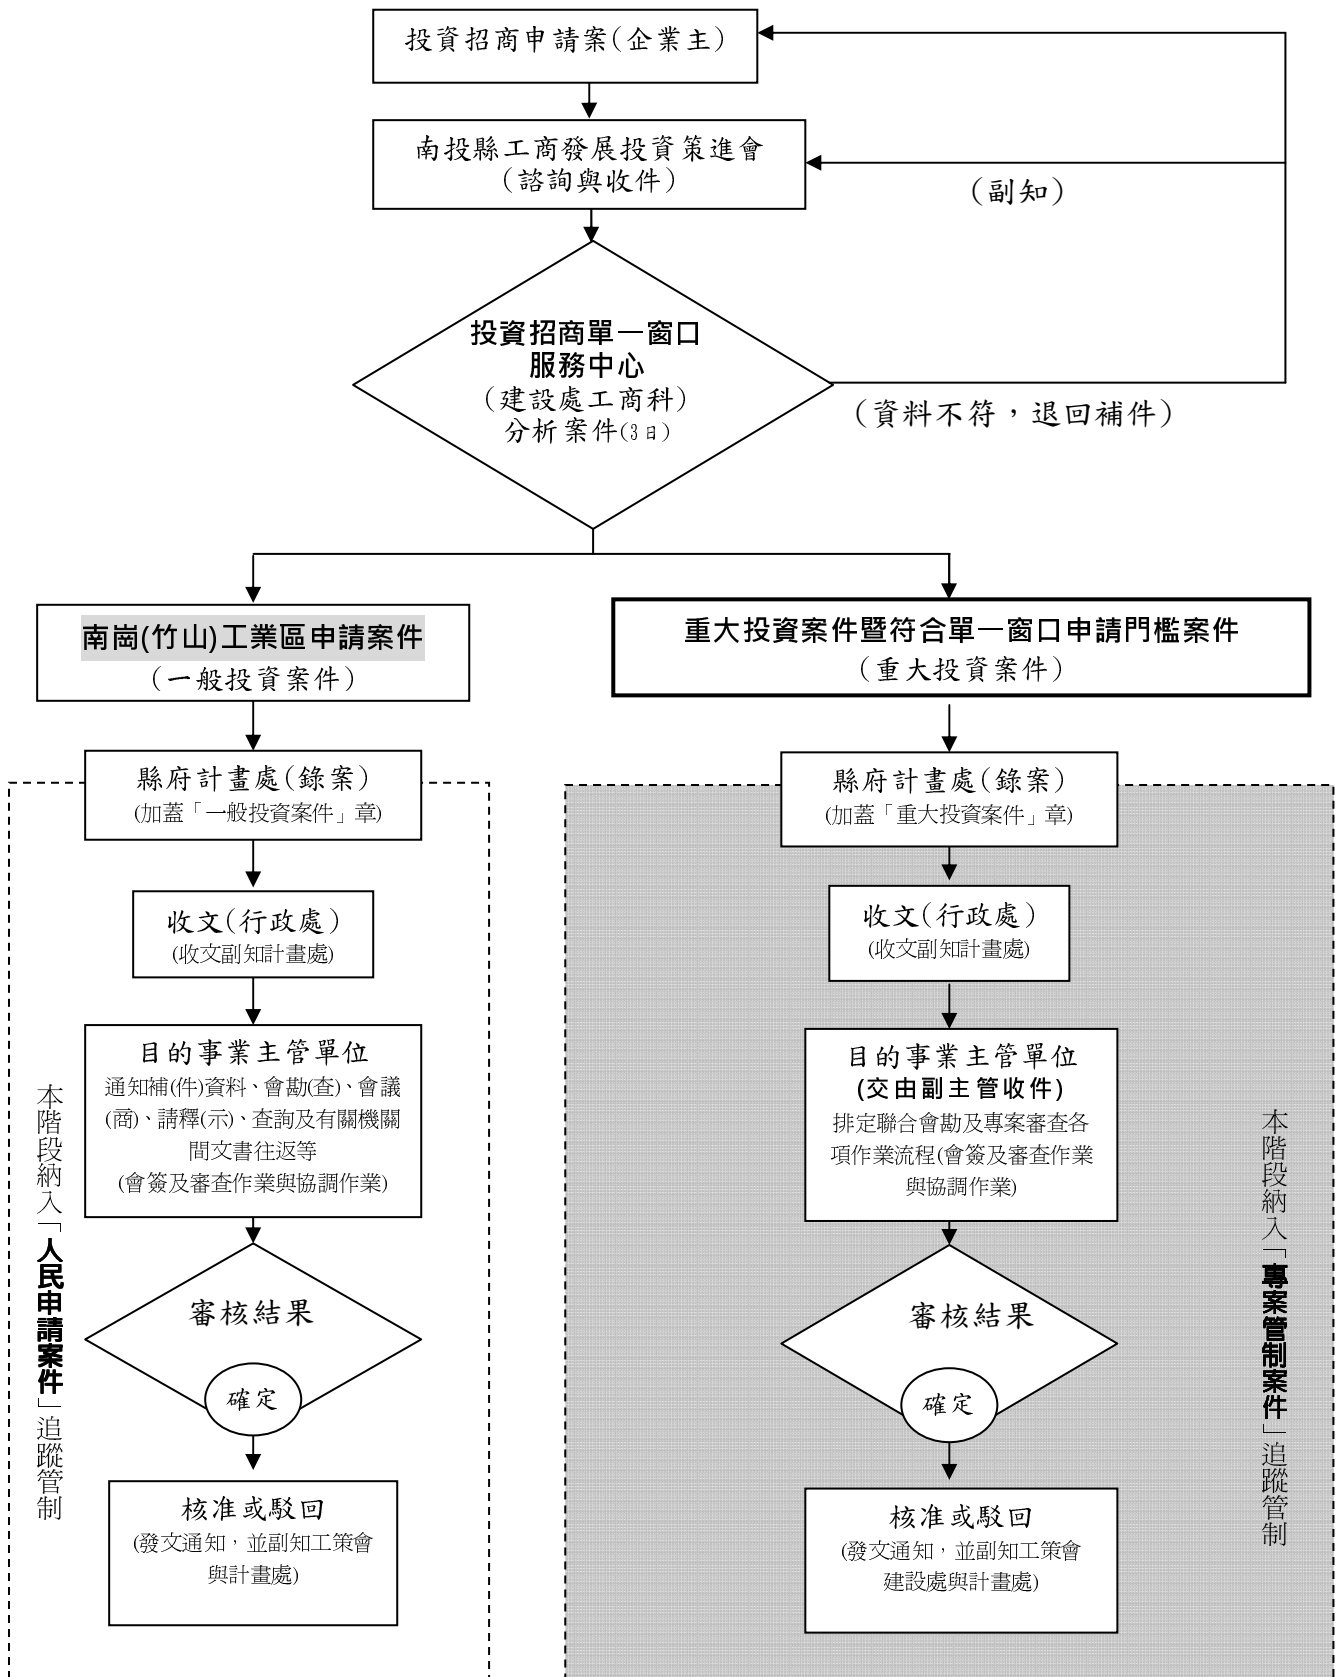 投資招商申請案(企業主)
南投縣工商發展投資策進會
(諮詢與收件)
(副知)
投資招商單一窗口
服務中心
(建設處工商科)
分析案件(3日)
(資料不符，退回補件)
南崗(竹山)工業區申請案件
(一般投資案件)
重大投資案件暨符合單一窗口申請門檻案件
(重大投資案件)
縣府計畫處(錄案)
(加蓋「一般投資案件」章)
收文(行政處)
(收文副知計畫處)
目的事業主管單位
通知補(件)資料、會勘(查)、會議
(商)、請釋(示)、查詢及有關機關
間文書往返等
(會簽及審查作業與協調作業)
審核結果
確定
核准或駁回
(發文通知，並副知工策會
與計畫處)
本階段納入「人民申請案件」追蹤管制
縣府計畫處(錄案)
(加蓋「重大投資案件」章)
收文(行政處)
(收文副知計畫處)
目的事業主管單位
(交由副主管收件)
排定聯合會勘及專案審查各
項作業流程(會簽及審查作業
與協調作業)
審核結果
確定
核准或駁回
(發文通知，並副知工策會
建設處與計畫處)
本階段納入「專案管制案件」追蹤管制